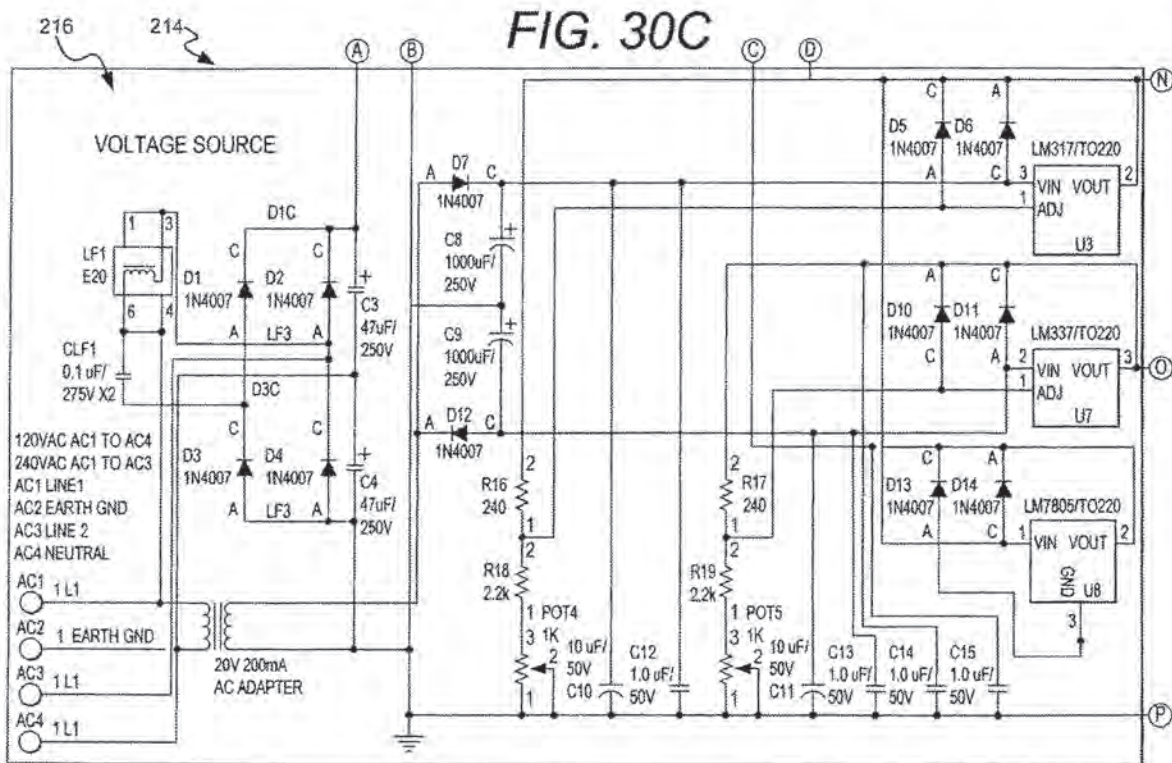 FIG. 30C
216
214
A
B
C
D
N
O
P
VOLTAGE SOURCE
1
3
LF1
E20
6
4
CLF1
0,1 uF/
275V X2
D1C
C
C
D1
1N4007
D2
1N4007
A
LF3
A
D3C
+
C3
47uF/
250V
C
C
D3
1N4007
D4
1N4007
A
LF3
A
+
C4
47uF/
250V
120VAC AC1 TO AC4
240VAC AC1 TO AC3
AC1 LINE1
AC2 EARTH GND
AC3 LINE 2
AC4 NEUTRAL
AC1
1 L1
AC2
1 EARTH GND
AC3
1 L1
AC4
1 L1
20V 200mA
AC ADAPTER
A
D7
C
1N4007
C8
1000uF/
250V
+
C9
1000uF/
250V
+
A
D12
C
1N4007
2
R16
240
1
2
R18
2.2k
1
POT4
3
1K
2
1
10 uF/
50V
C10
C12
1.0 uF/
50V
2
R17
240
1
2
R19
2.2k
1
POT5
3
1K
2
1
10 uF/
50V
C11
C13
1.0 uF/
50V
C14
1.0 uF/
50V
C15
1.0 uF/
50V
C
A
D5
1N4007
D6
1N4007
A
C
LM317/TO220
3
VIN
VOUT
2
1
ADJ
U3
A
C
D10
1N4007
D11
1N4007
C
A
LM337/TO220
2
VIN
VOUT
3
1
ADJ
U7
C
A
D13
1N4007
D14
1N4007
A
C
LM7805/TO220
1
VIN
VOUT
2
GND
U8
3